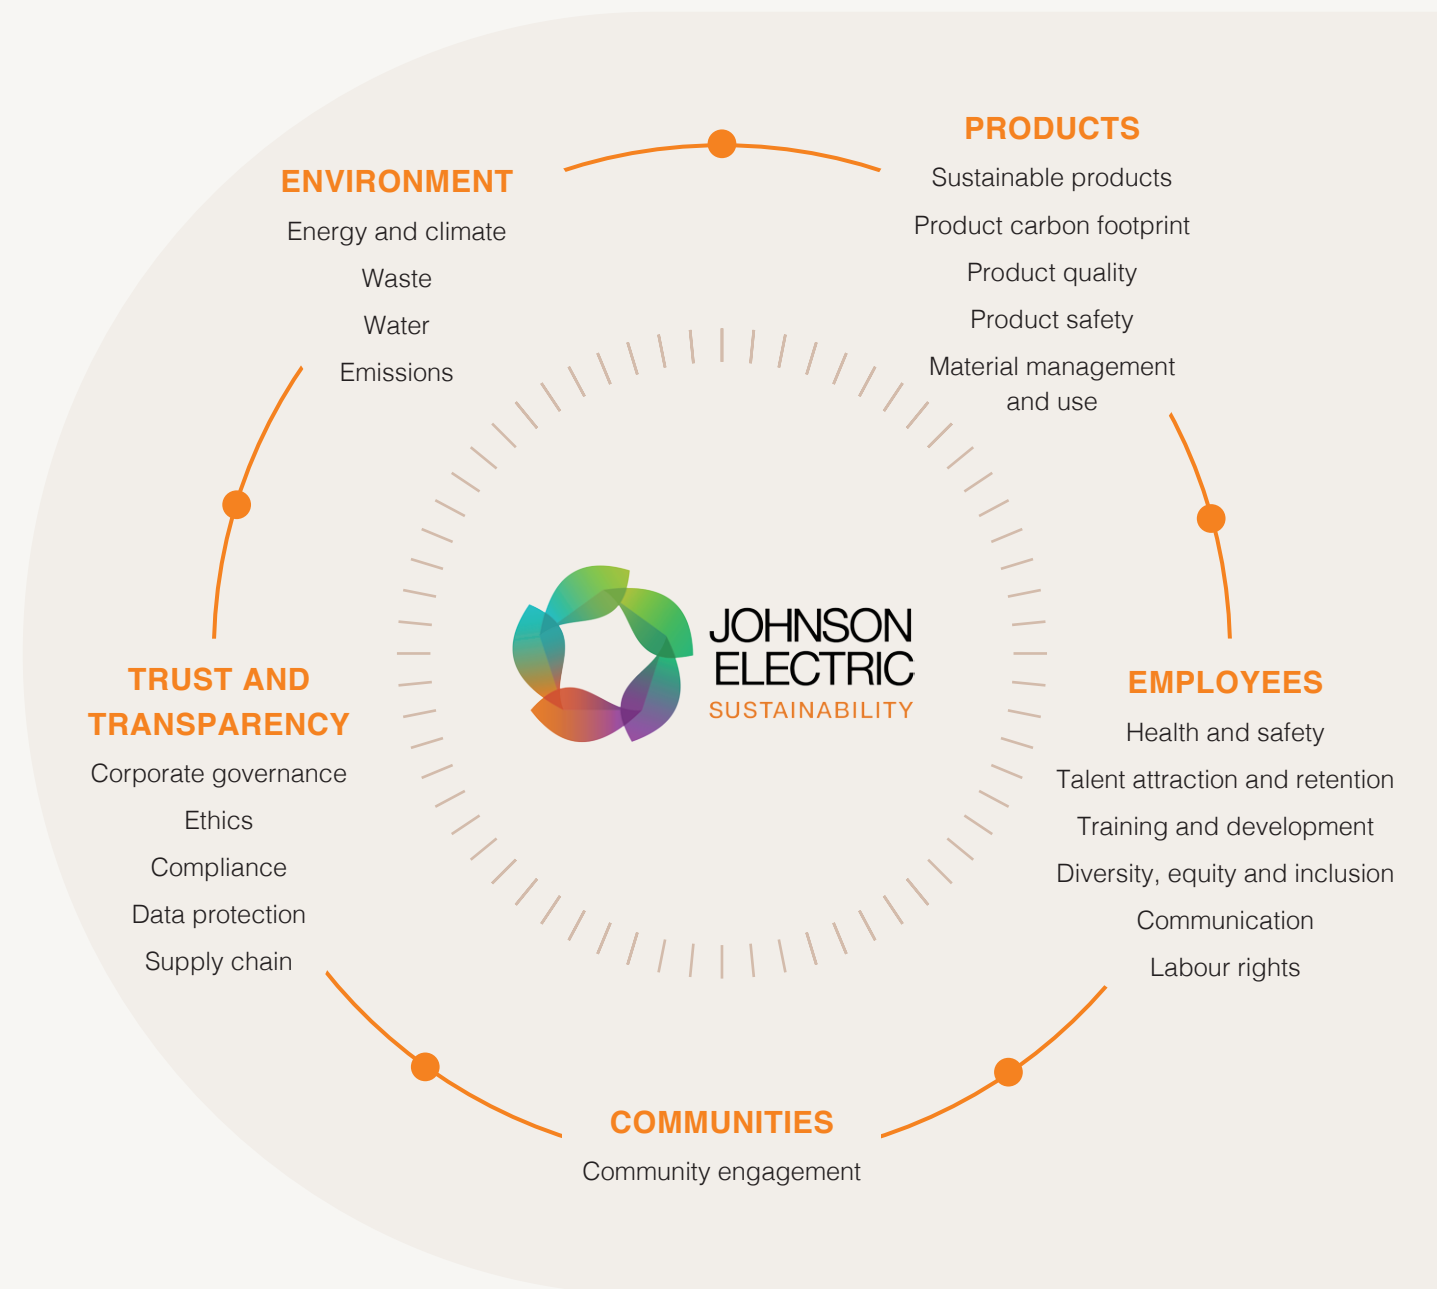 ENVIRONMENT
Energy and climate
Waste
Water
Emissions
PRODUCTS
Sustainable products
Product carbon footprint
Product quality
Product safety
Material management
and use
JOHNSON
ELECTRIC
SUSTAINABILITY
TRUST AND
TRANSPARENCY
Corporate governance
Ethics
Compliance
Data protection
Supply chain
EMPLOYEES
Health and safety
Talent attraction and retention
Training and development
Diversity, equity and inclusion
Communication
Labour rights
COMMUNITIES
Community engagement